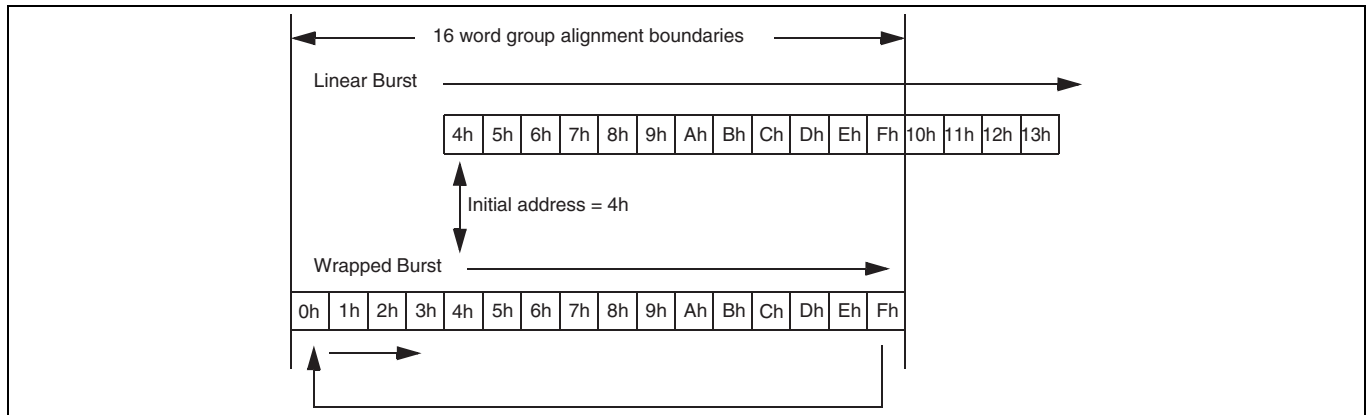 16 word group alignment boundaries
Linear Burst
4h 5h 6h 7h 8h 9h Ah Bh Ch Dh Eh Fh 10h 11h 12h 13h
Initial address = 4h
Wrapped Burst
0h 1h 2h 3h 4h 5h 6h 7h 8h 9h Ah Bh Ch Dh Eh Fh